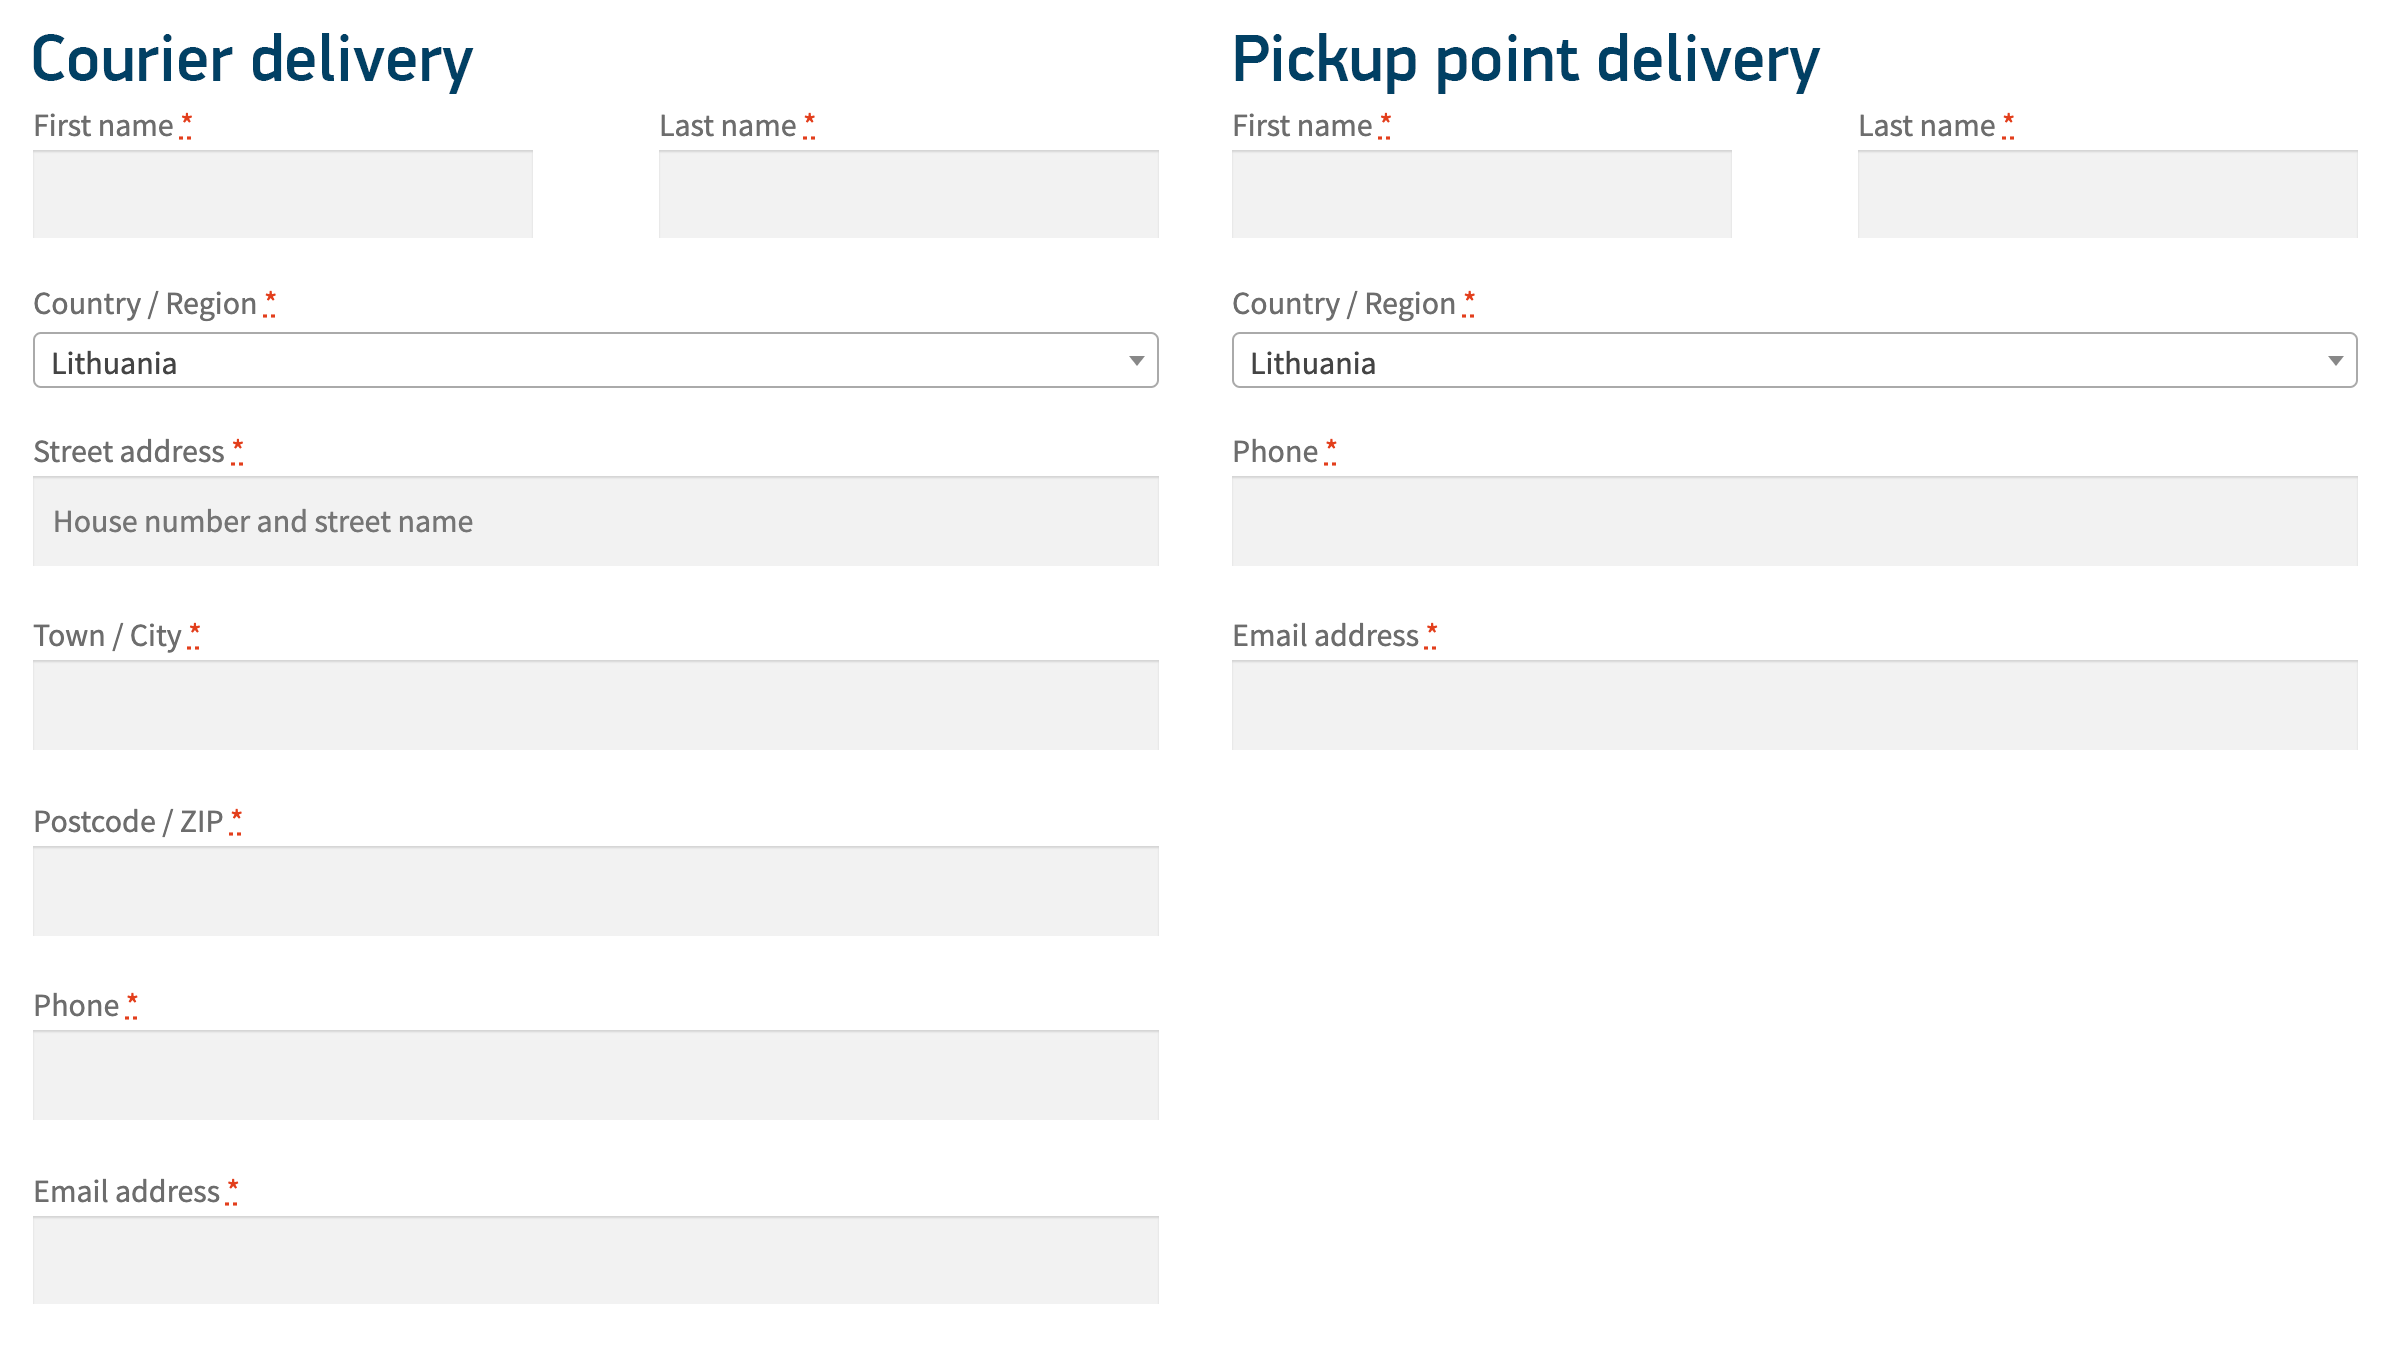 Courier delivery
First name *
Last name *
Country / Region *
Lithuania
Street address *
House number and street name
Town / City *
Postcode / ZIP *
Phone *
Email address *
Pickup point delivery
First name *
Last name *
Country / Region *
Lithuania
Phone *
Email address *